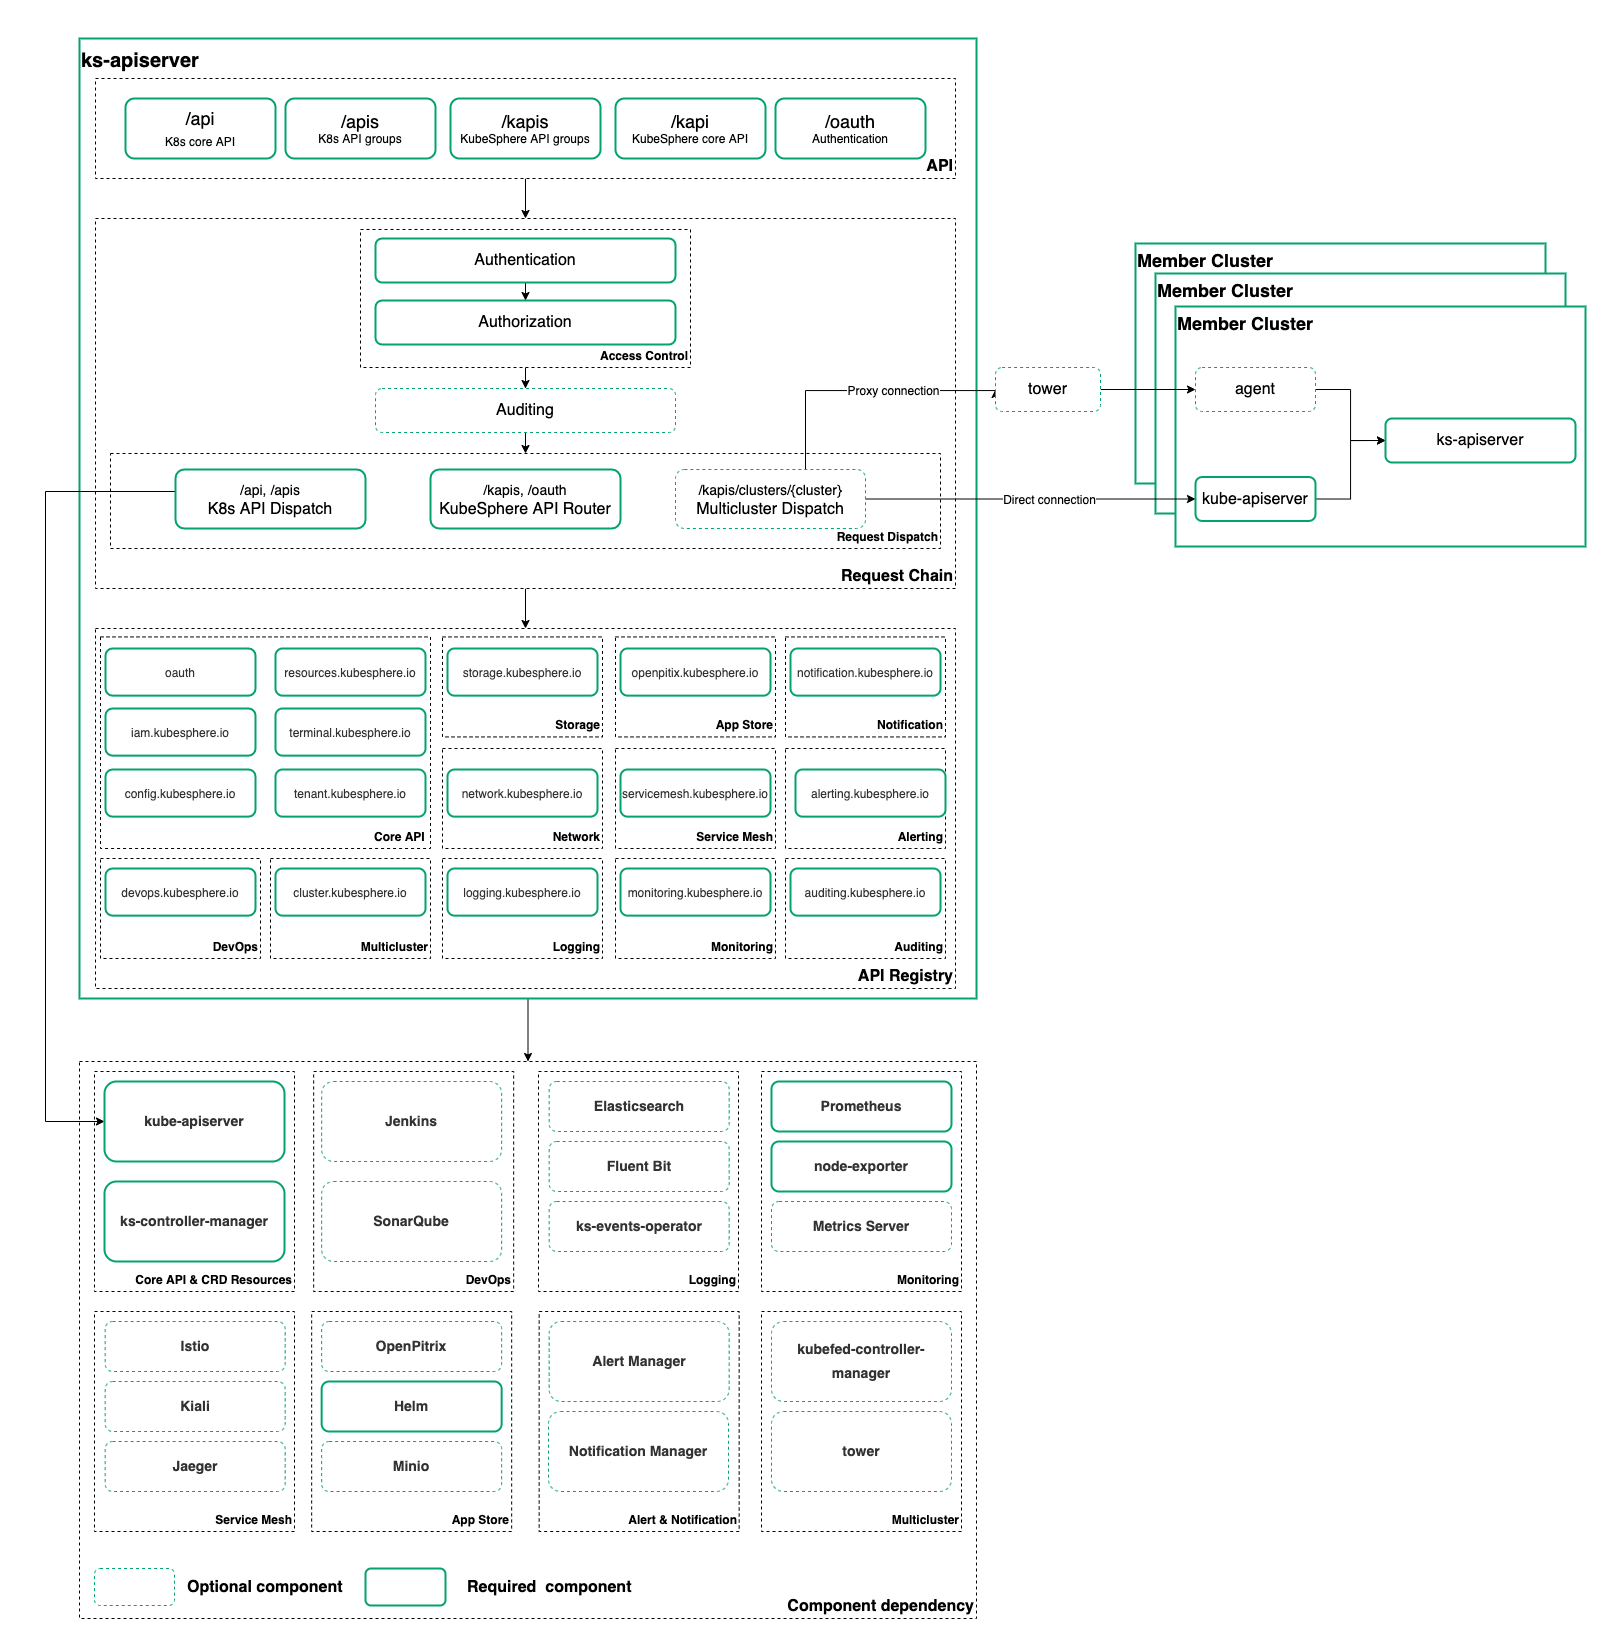 ks-apiserver
/api
K8s core API
/apis
K8s API groups
/kapis
KubeSphere API groups
/kapi
KubeSphere core API
/oauth
Authentication
API
Authentication
Authorization
Access Control
Auditing
/api, /apis
K8s API Dispatch
/kapis, /oauth
KubeSphere API Router
/kapis/clusters/{cluster}
Multicluster Dispatch
Request Dispatch
Request Chain
Proxy connection
Direct connection
tower
Member Cluster
Member Cluster
Member Cluster
agent
ks-apiserver
kube-apiserver
oauth
resources.kubesphere.io
iam.kubesphere.io
terminal.kubesphere.io
config.kubesphere.io
tenant.kubesphere.io
Core API
storage.kubesphere.io
Storage
openpitix.kubesphere.io
App Store
notification.kubesphere.io
Notification
network.kubesphere.io
Network
servicemesh.kubesphere.io
Service Mesh
alerting.kubesphere.io
Alerting
devops.kubesphere.io
DevOps
cluster.kubesphere.io
Multicluster
logging.kubesphere.io
Logging
monitoring.kubesphere.io
Monitoring
auditing.kubesphere.io
Auditing
API Registry
kube-apiserver
ks-controller-manager
Core API & CRD Resources
Jenkins
SonarQube
DevOps
Elasticsearch
Fluent Bit
ks-events-operator
Logging
Prometheus
node-exporter
Metrics Server
Monitoring
Istio
Kiali
Jaeger
Service Mesh
OpenPitrix
Helm
Minio
App Store
Alert Manager
Notification Manager
Alert & Notification
kubefed-controller-
manager
tower
Multicluster
Optional component
Required  component
Component dependency